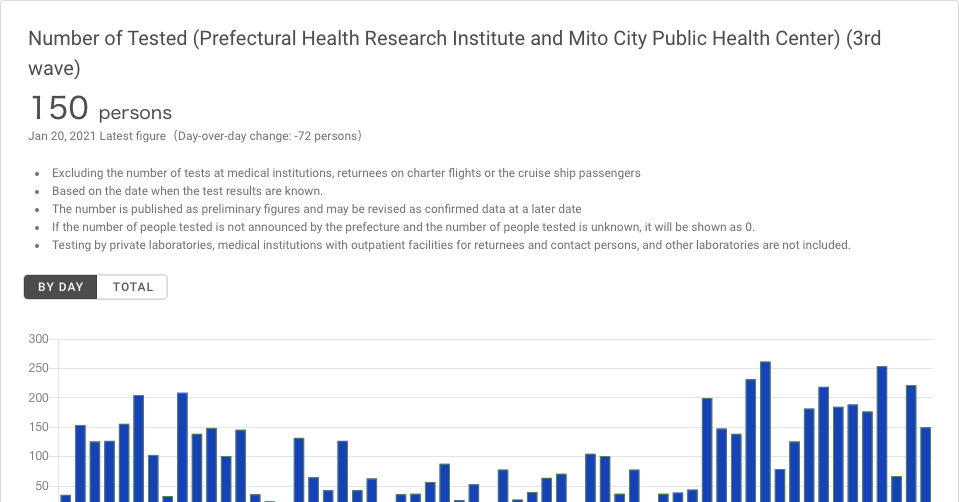 Number of Tested (Prefectural Health Research Institute and Mito City Public Health Center) (3rd
wave)
150 persons
Jan 20, 2021 Latest figure（Day-over-day change: -72 persons）
• Excluding the number of tests at medical institutions, returnees on charter flights or the cruise ship passengers
• Based on the date when the test results are known.
• The number is published as preliminary figures and may be revised as confirmed data at a later date
• If the number of people tested is not announced by the prefecture and the number of people tested is unknown, it will be shown as 0.
• Testing by private laboratories, medical institutions with outpatient facilities for returnees and contact persons, and other laboratories are not included.
BY DAY TOTAL
300
250
200
150
100
50